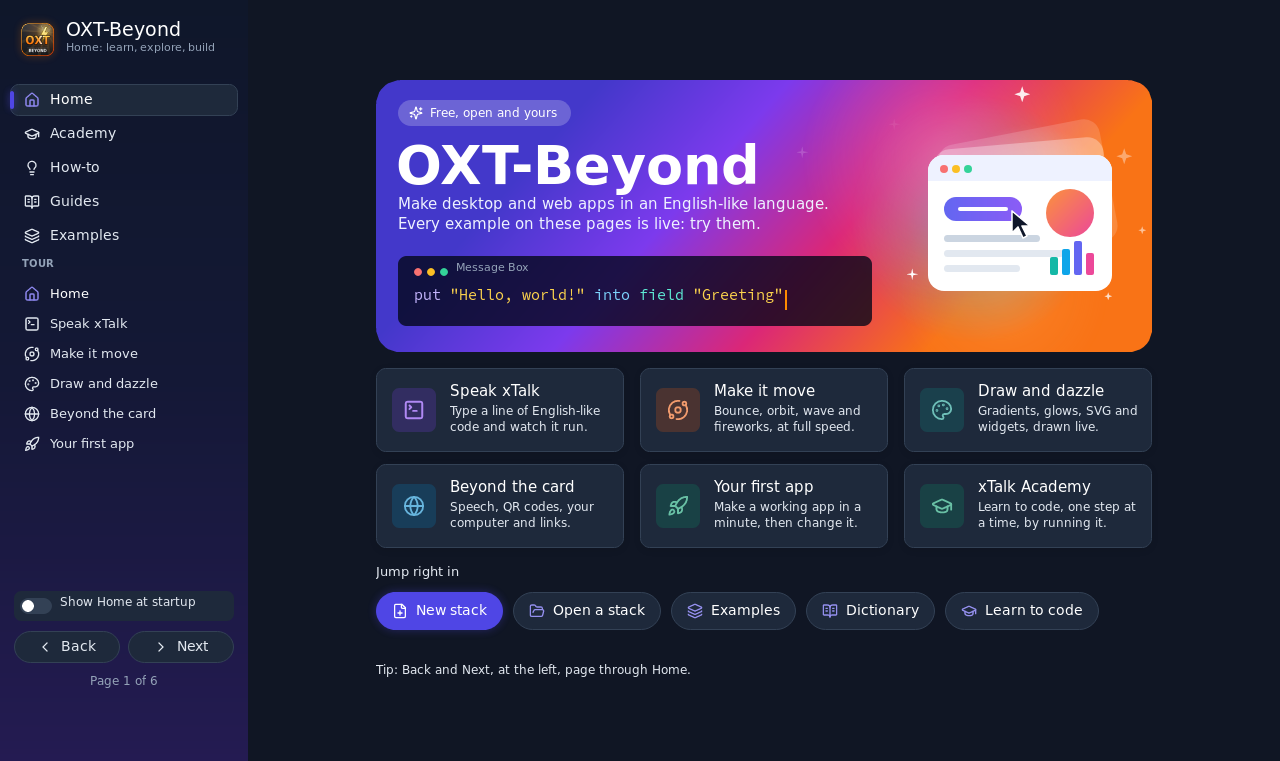 OXT
BEYOND
OXT-Beyond
Home: learn, explore, build
Home
Academy
How-to
Guides
Examples
TOUR
Home
Speak xTalk
Make it move
Draw and dazzle
Beyond the card
Your first app
Show Home at startup
Back
Next
Page 1 of 6
Free, open and yours
OXT-Beyond
Make desktop and web apps in an English-like language.
Every example on these pages is live: try them.
Message Box
put "Hello, world!" into field "Greeting"
Speak xTalk
Type a line of English-like
code and watch it run.
Make it move
Bounce, orbit, wave and
fireworks, at full speed.
Draw and dazzle
Gradients, glows, SVG and
widgets, drawn live.
Beyond the card
Speech, QR codes, your
computer and links.
Your first app
Make a working app in a
minute, then change it.
xTalk Academy
Learn to code, one step at
a time, by running it.
Jump right in
New stack
Open a stack
Examples
Dictionary
Learn to code
Tip: Back and Next, at the left, page through Home.